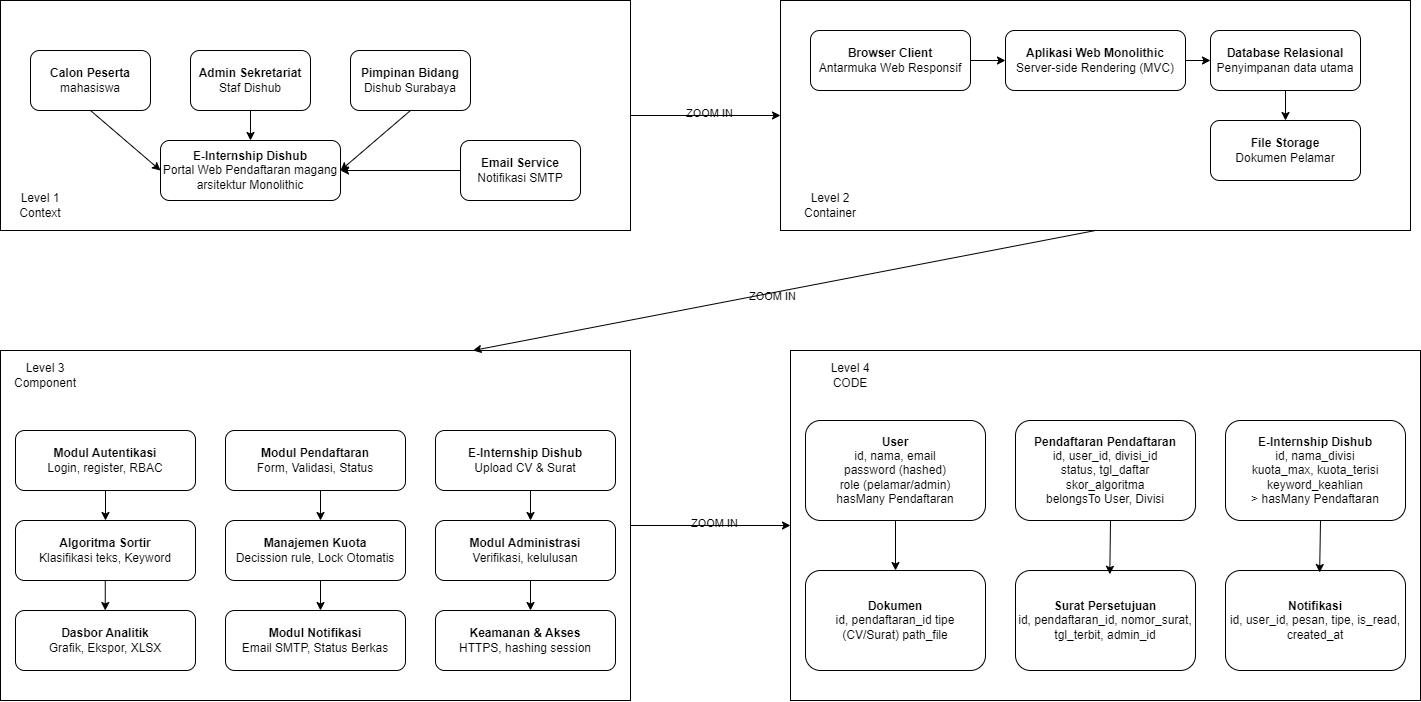 Calon Peserta
mahasiswa
Admin Sekretariat
Staf Dishub
Pimpinan Bidang
Dishub Surabaya
E-Internship Dishub
Portal Web Pendaftaran magang
arsitektur Monolithic
Email Service
Notifikasi SMTP
Level 1
Context
ZOOM IN
Browser Client
Antarmuka Web Responsif
Aplikasi Web Monolithic
Server-side Rendering (MVC)
Database Relasional
Penyimpanan data utama
File Storage
Dokumen Pelamar
Level 2
Container
ZOOM IN
Level 3
Component
Modul Autentikasi
Login, register, RBAC
Modul Pendaftaran
Form, Validasi, Status
E-Internship Dishub
Upload CV & Surat
Algoritma Sortir
Klasifikasi teks, Keyword
Manajemen Kuota
Decission rule, Lock Otomatis
Modul Administrasi
Verifikasi, kelulusan
Dasbor Analitik
Grafik, Ekspor, XLSX
Modul Notifikasi
Email SMTP, Status Berkas
Keamanan & Akses
HTTPS, hashing session
ZOOM IN
Level 4
CODE
User
id, nama, email
password (hashed)
role (pelamar/admin)
hasMany Pendaftaran
Pendaftaran Pendaftaran
id, user_id, divisi_id
status, tgl_daftar
skor_algoritma
belongsTo User, Divisi
E-Internship Dishub
id, nama_divisi
kuota_max, kuota_terisi
keyword_keahlian
> hasMany Pendaftaran
Dokumen
id, pendaftaran_id tipe
(CV/Surat) path_file
Surat Persetujuan
id, pendaftaran_id, nomor_surat,
tgl_terbit, admin_id
Notifikasi
id, user_id, pesan, tipe, is_read,
created_at